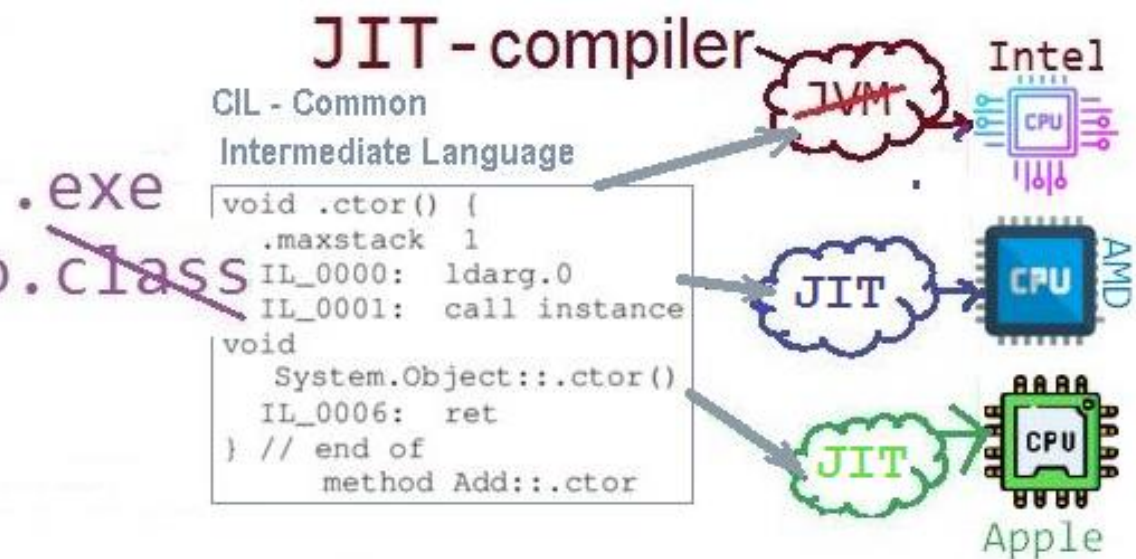 JIT-compiler
Intel
JVM
CPU
CIL - Common
Intermediate Language
.exe
.class
void .ctor() {
.maxstack 1
IL_0000: ldarg.0
IL_0001: call instance
void
System.Object::.ctor()
IL_0006: ret
} // end of
method Add::.ctor
JIT
CPU
AMD
JIT
CPU
Apple